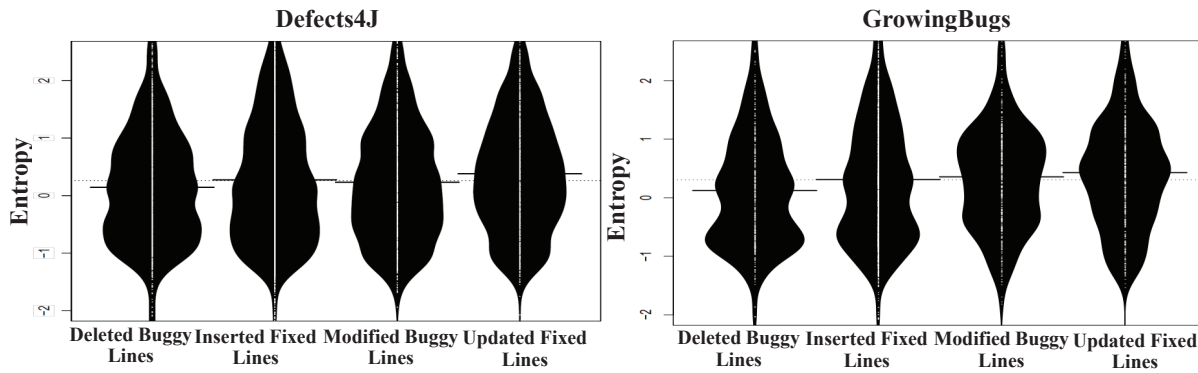 Defects4J
Entropy
2
1
0
-1
-2
Deleted Buggy
Lines
Inserted Fixed
Lines
Modified Buggy
Lines
Updated Fixed
Lines
GrowingBugs
Entropy
2
1
0
-1
-2
Deleted Buggy
Lines
Inserted Fixed
Lines
Modified Buggy
Lines
Updated Fixed
Lines